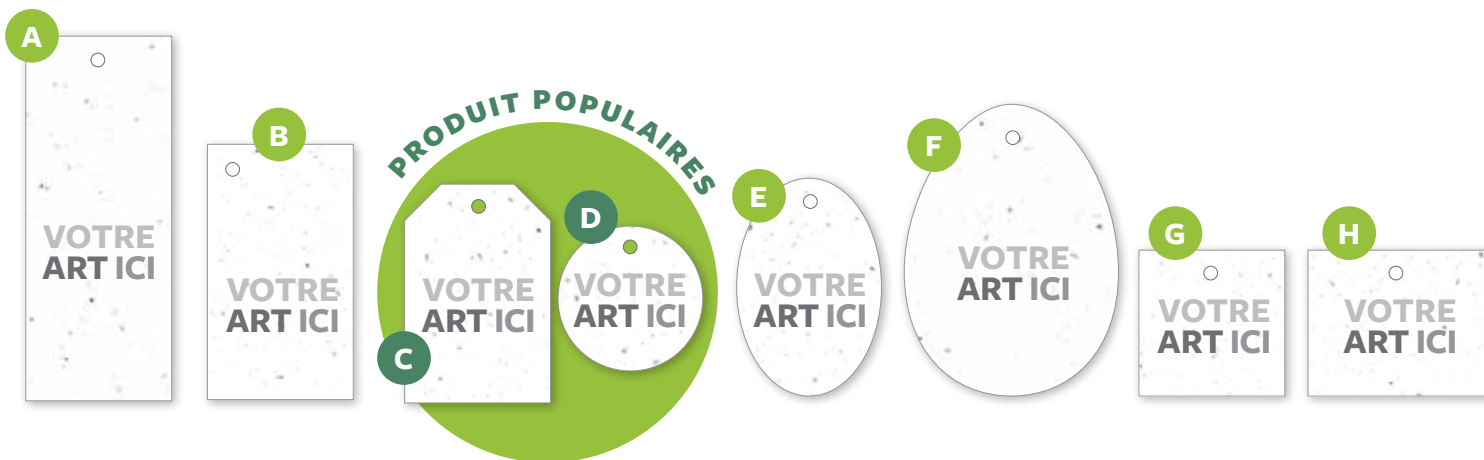 A
VOTRE
ART ICI
B
VOTRE
ART ICI
PRODUIT POPULAIRES
C
VOTRE
ART ICI
D
VOTRE
ART ICI
E
VOTRE
ART ICI
F
VOTRE
ART ICI
G
VOTRE
ART ICI
H
VOTRE
ART ICI